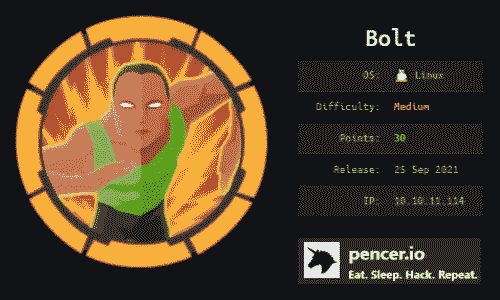 Bolt
OS: Linux
Difficulty: Medium
Points: 30
Release: 25 Sep 2021
IP: 10.10.11.114
pencer.io
Eat. Sleep. Hack. Repeat.